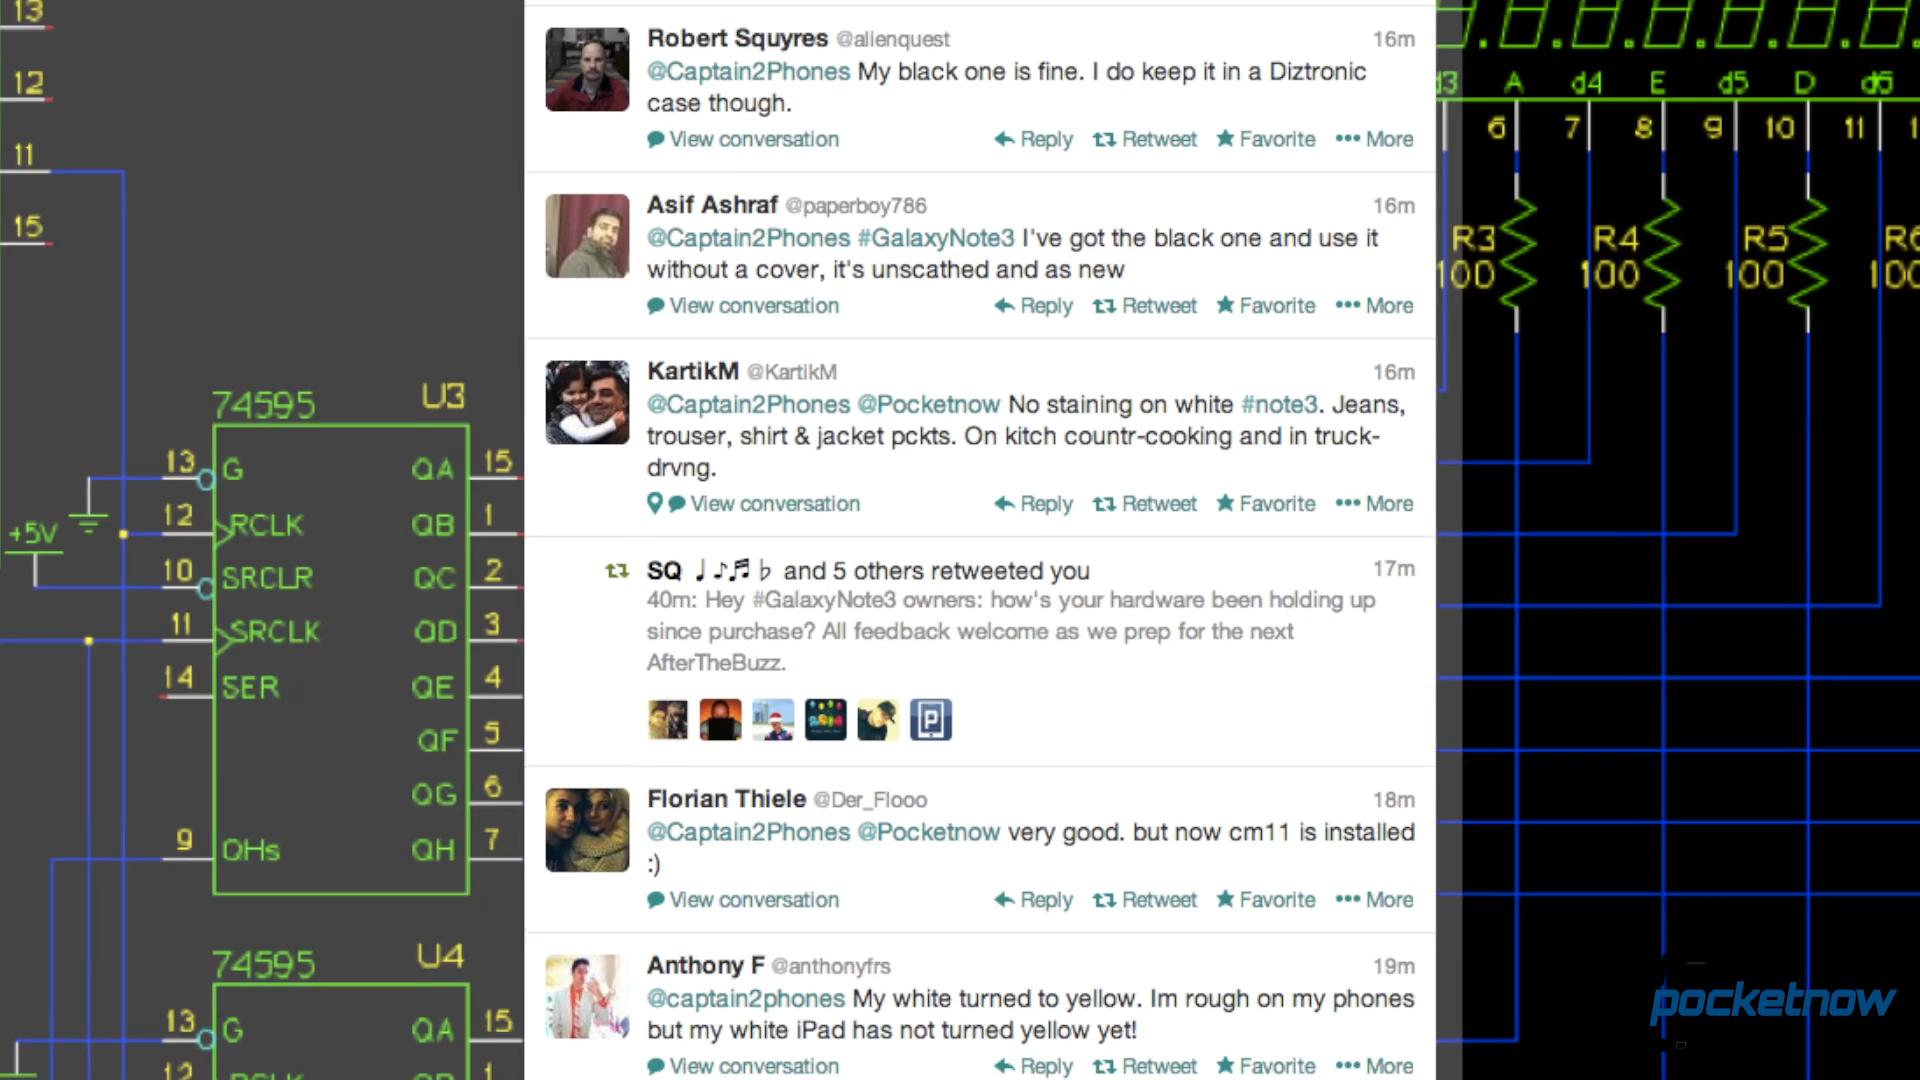 13
12
11
15
74595
U3
13
G
QA
15
12
RCLK
QB
1
+5V
10
SRCLR
QC
2
11
SRCLK
QD
3
14
SER
QE
4
QF
5
QG
6
9
QHs
QH
7
74595
U4
13
G
QA
15
12
1
Robert Squyres @alienquest 16m
@Captain2Phones My black one is fine. I do keep it in a Diztronic
case though.
View conversation Reply Retweet Favorite More
Asif Ashraf @paperboy786 16m
@Captain2Phones #GalaxyNote3 I've got the black one and use it
without a cover, it's unscathed and as new
View conversation Reply Retweet Favorite More
KartikM @KartikM 16m
@Captain2Phones @Pocketnow No staining on white #note3. Jeans,
trouser, shirt & jacket pckts. On kitch countr-cooking and in truck-
drvng.
View conversation Reply Retweet Favorite More
SQ ♩♪♬♭ and 5 others retweeted you 17m
40m: Hey #GalaxyNote3 owners: how's your hardware been holding up
since purchase? All feedback welcome as we prep for the next
AfterTheBuzz.
Florian Thiele @Der_Flooo 18m
@Captain2Phones @Pocketnow very good. but now cm11 is installed
:)
View conversation Reply Retweet Favorite More
Anthony F @anthonyfrs 19m
@captain2phones My white turned to yellow. Im rough on my phones
but my white iPad has not turned yellow yet!
View conversation Reply Retweet Favorite More
d3 A d4 E d5 D d6
6 7 8 9 10 11
R3 R4 R5 R6
100 100 100 100
pocketnow